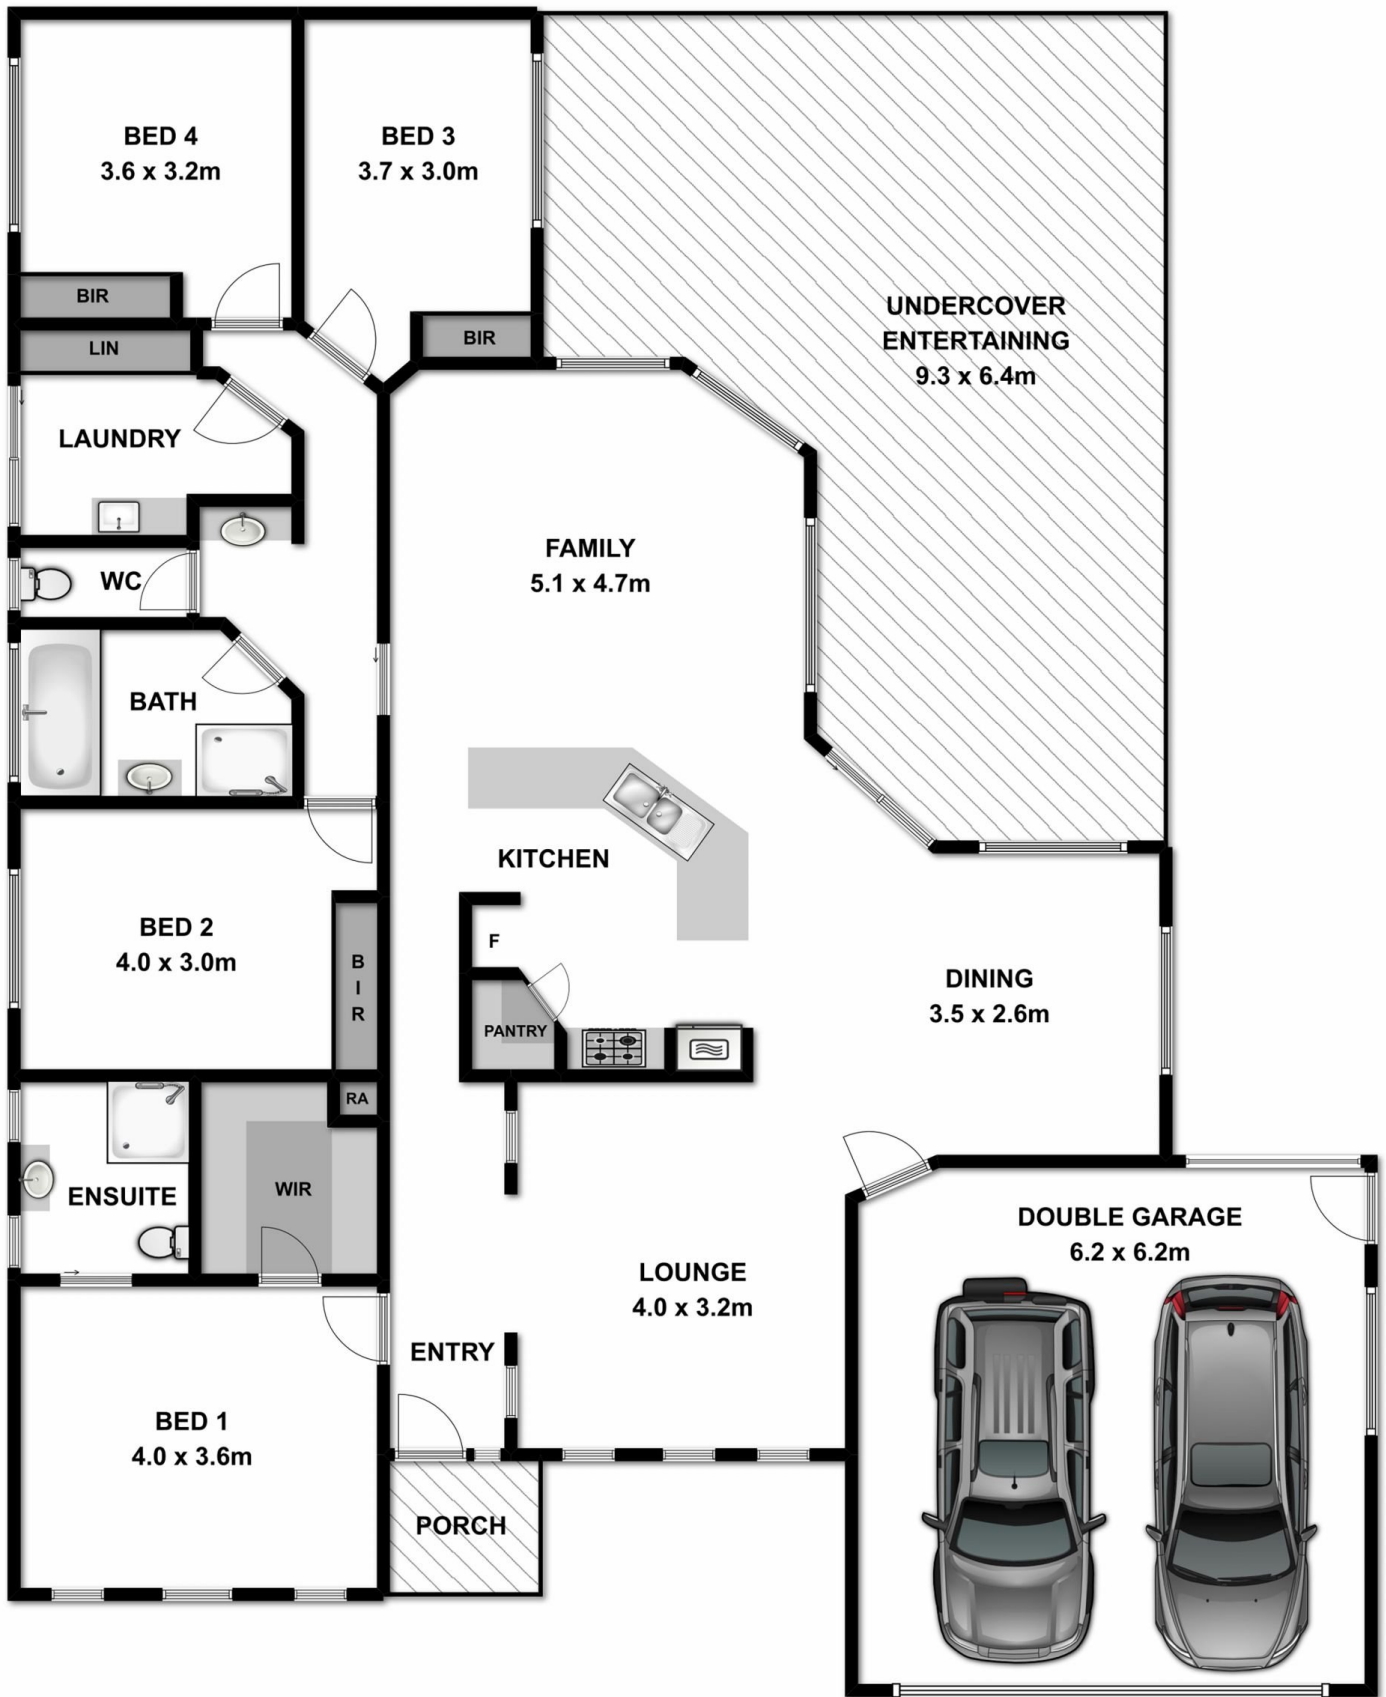 BED 4
3.6 x 3.2m
BED 3
3.7 x 3.0m
BIR
BIR
LIN
UNDERCOVER
ENTERTAINING
9.3 x 6.4m
LAUNDRY
WC
FAMILY
5.1 x 4.7m
BATH
KITCHEN
BED 2
4.0 x 3.0m
B
I
R
F
PANTRY
DINING
3.5 x 2.6m
RA
ENSUITE
WIR
DOUBLE GARAGE
6.2 x 6.2m
LOUNGE
4.0 x 3.2m
ENTRY
BED 1
4.0 x 3.6m
PORCH